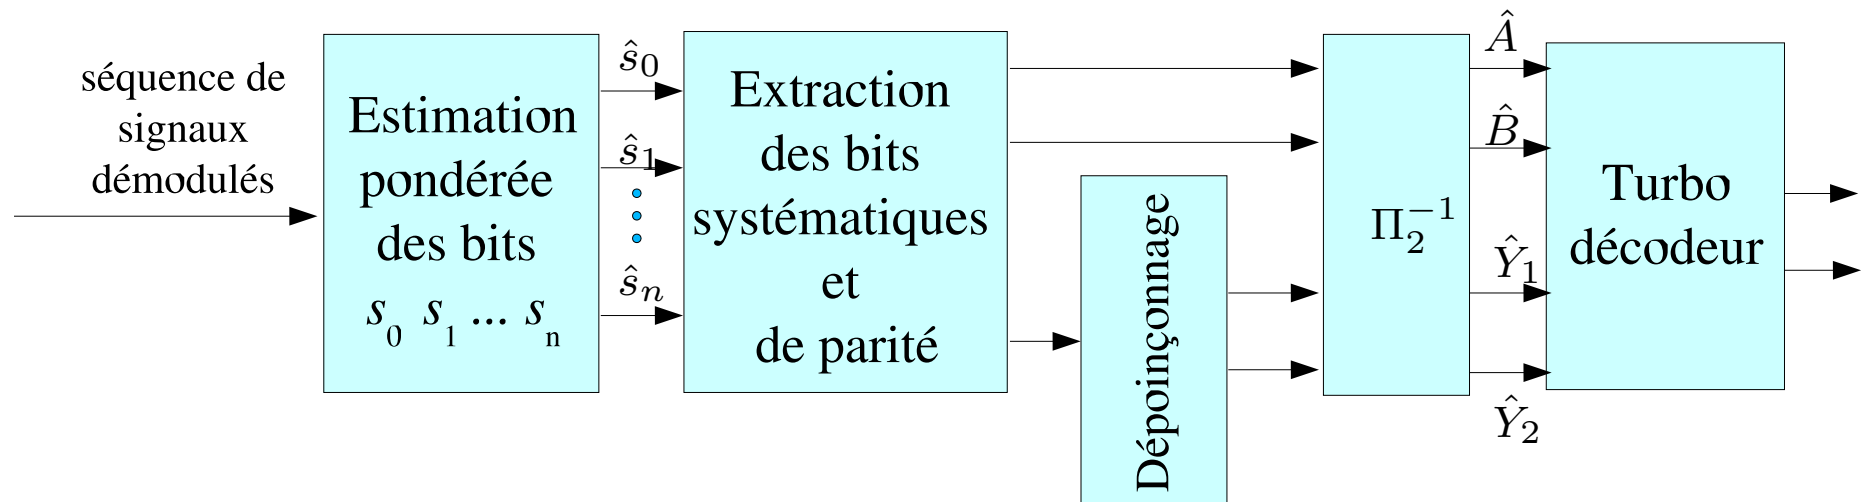 séquence de
signaux
démodulés
Estimation
pondérée
des bits
s₀ s₁ ... sₙ
ŝ₀
ŝ₁
ŝₙ
Extraction
des bits
systématiques
et
de parité
Dépoinçonnage
Π₂⁻¹
Â
B̂
Ŷ₁
Ŷ₂
Turbo
décodeur